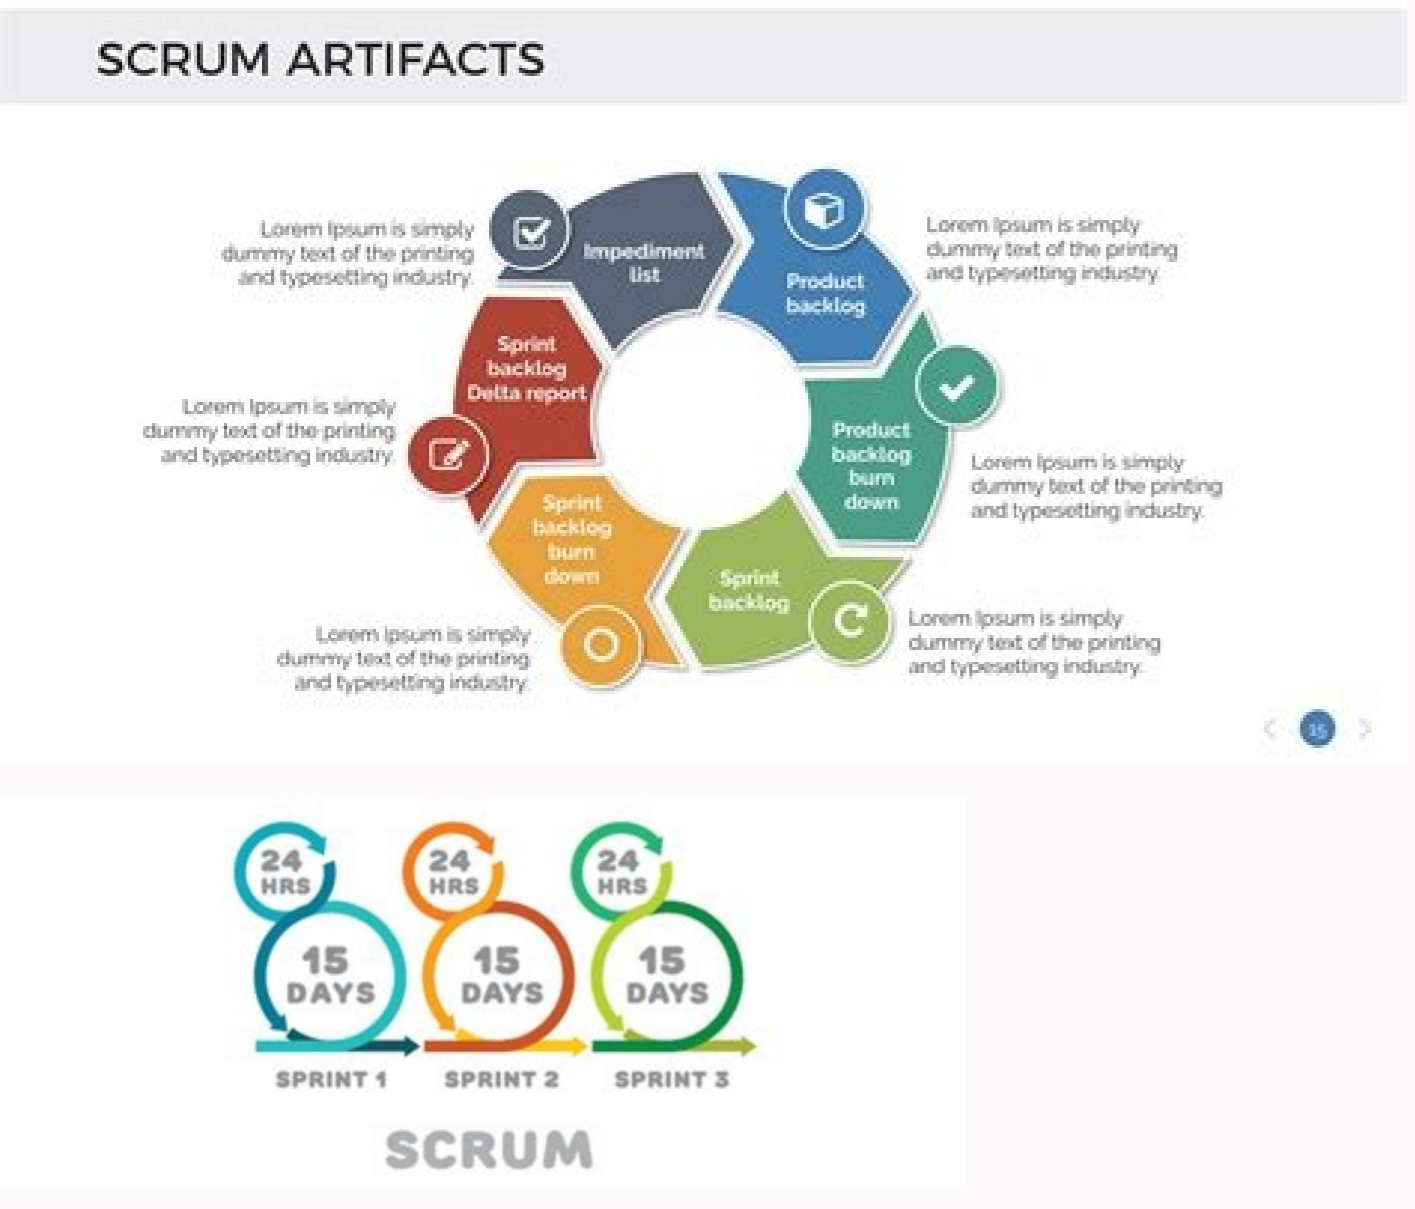 SCRUM ARTIFACTS
Impediment
list
Lorem Ipsum is simply
dummy text of the printing
and typesetting industry.
Product
backlog
Lorem Ipsum is simply
dummy text of the printing
and typesetting industry.
Product
backlog
burn
down
Lorem Ipsum is simply
dummy text of the printing
and typesetting industry.
Sprint
backlog
Lorem Ipsum is simply
dummy text of the printing
and typesetting industry.
Sprint
backlog
burn
down
Lorem Ipsum is simply
dummy text of the printing
and typesetting industry.
Sprint
backlog
Delta report
Lorem Ipsum is simply
dummy text of the printing
and typesetting industry.
15
24
HRS
15
DAYS
SPRINT 1
24
HRS
15
DAYS
SPRINT 2
24
HRS
15
DAYS
SPRINT 3
SCRUM